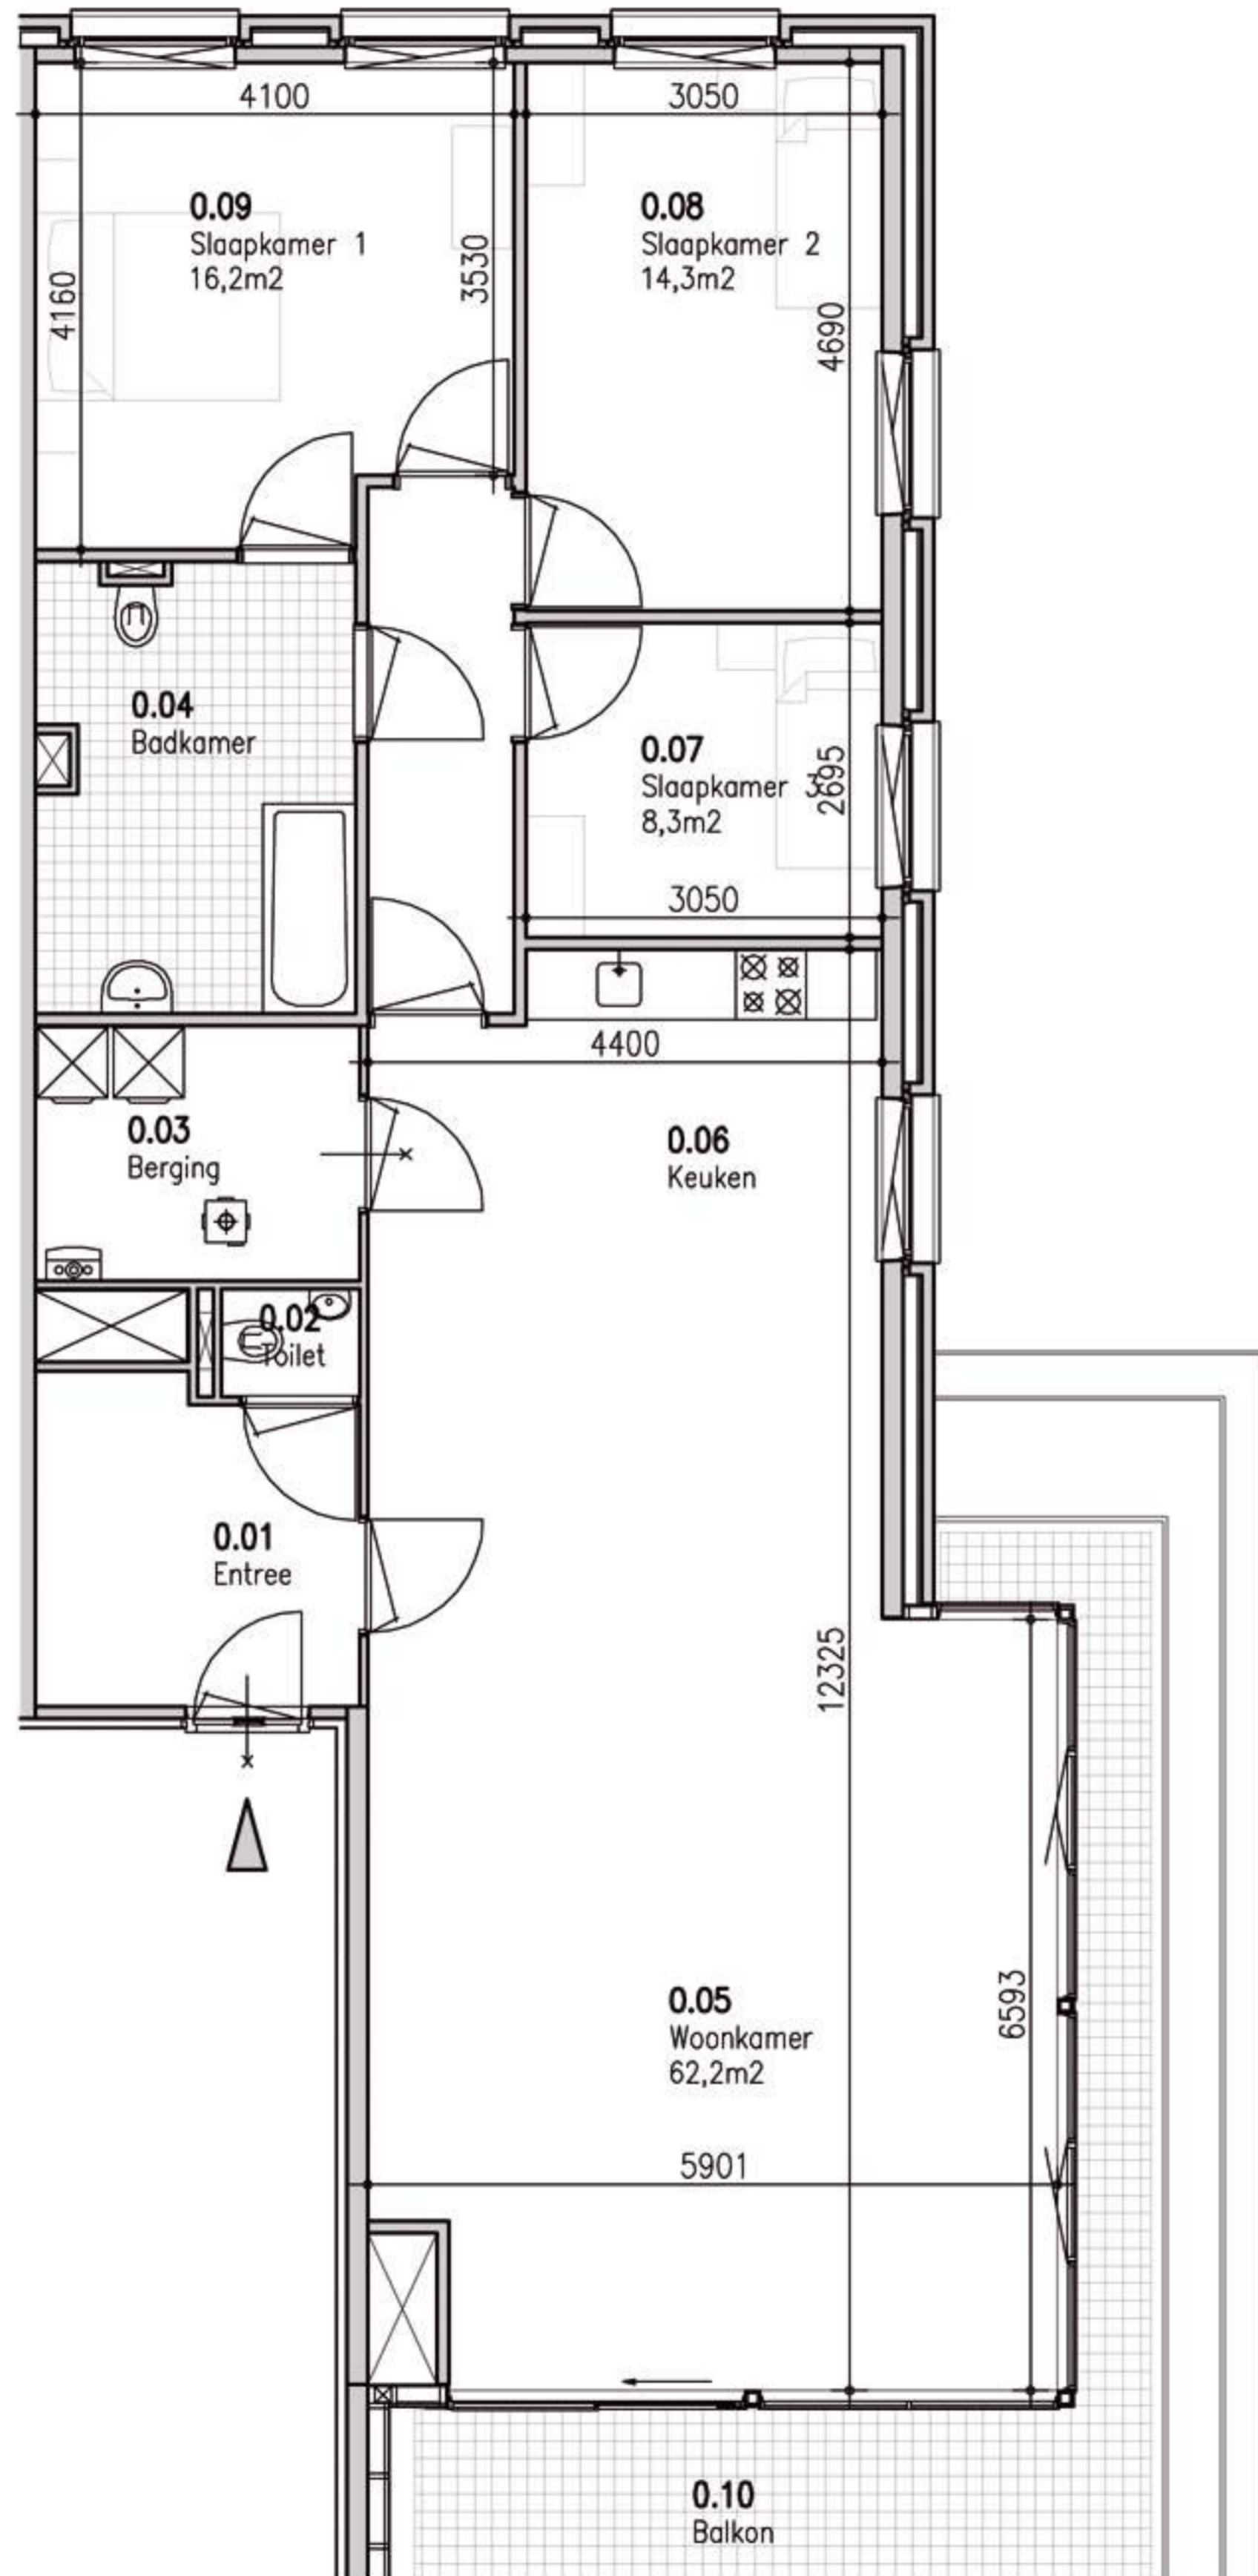 4100
3050
0.09
Slaapkamer 1
16,2m2
0.08
Slaapkamer 2
14,3m2
4160
3530
4690
0.04
Badkamer
0.07
Slaapkamer 3
8,3m2
2695
3050
4400
0.03
Berging
0.06
Keuken
0.02
Toilet
0.01
Entree
12325
6593
0.05
Woonkamer
62,2m2
5901
0.10
Balkon